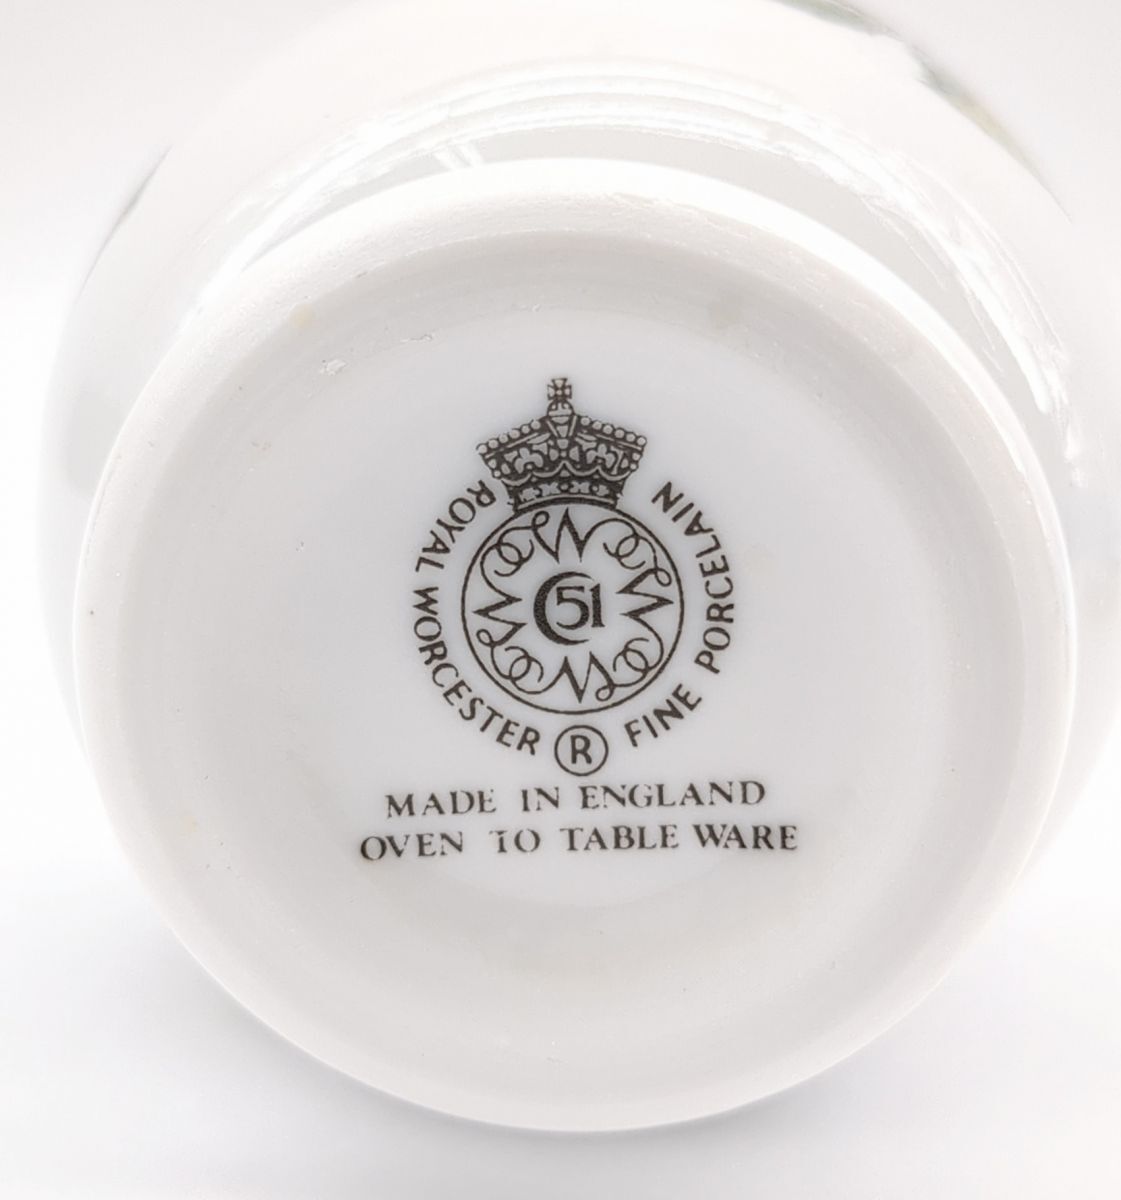 ROYAL WORCESTER ® FINE PORCELAIN
W W W W
C51
MADE IN ENGLAND
OVEN TO TABLE WARE